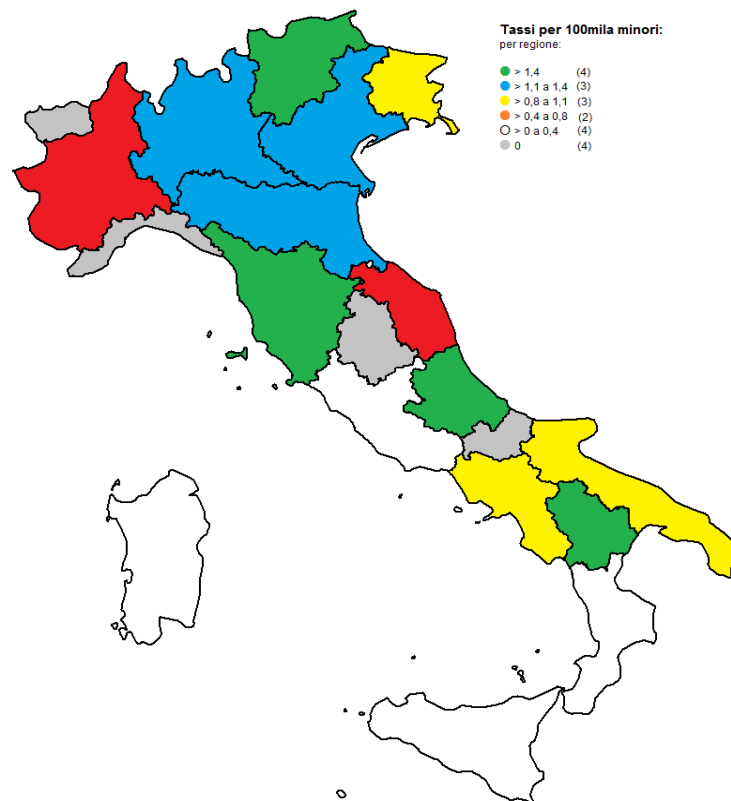 Tassi per 100mila minori:
per regione:
> 1,4 (4)
> 1,1 a 1,4 (3)
> 0,8 a 1,1 (3)
> 0,4 a 0,8 (2)
> 0 a 0,4 (4)
0 (4)